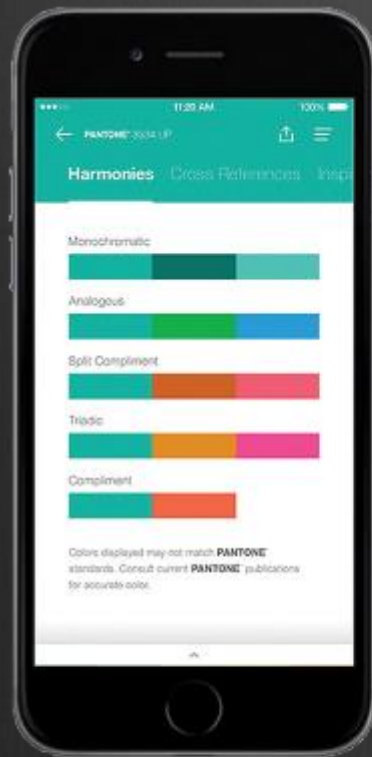 11:20 AM 100%
PANTONE®
Harmonies Cross References Inspi
Monochromatic
Analogous
Split Compliment
Triadic
Compliment
Colors displayed may not match PANTONE®
standards. Consult current PANTONE® publications
for accurate color.